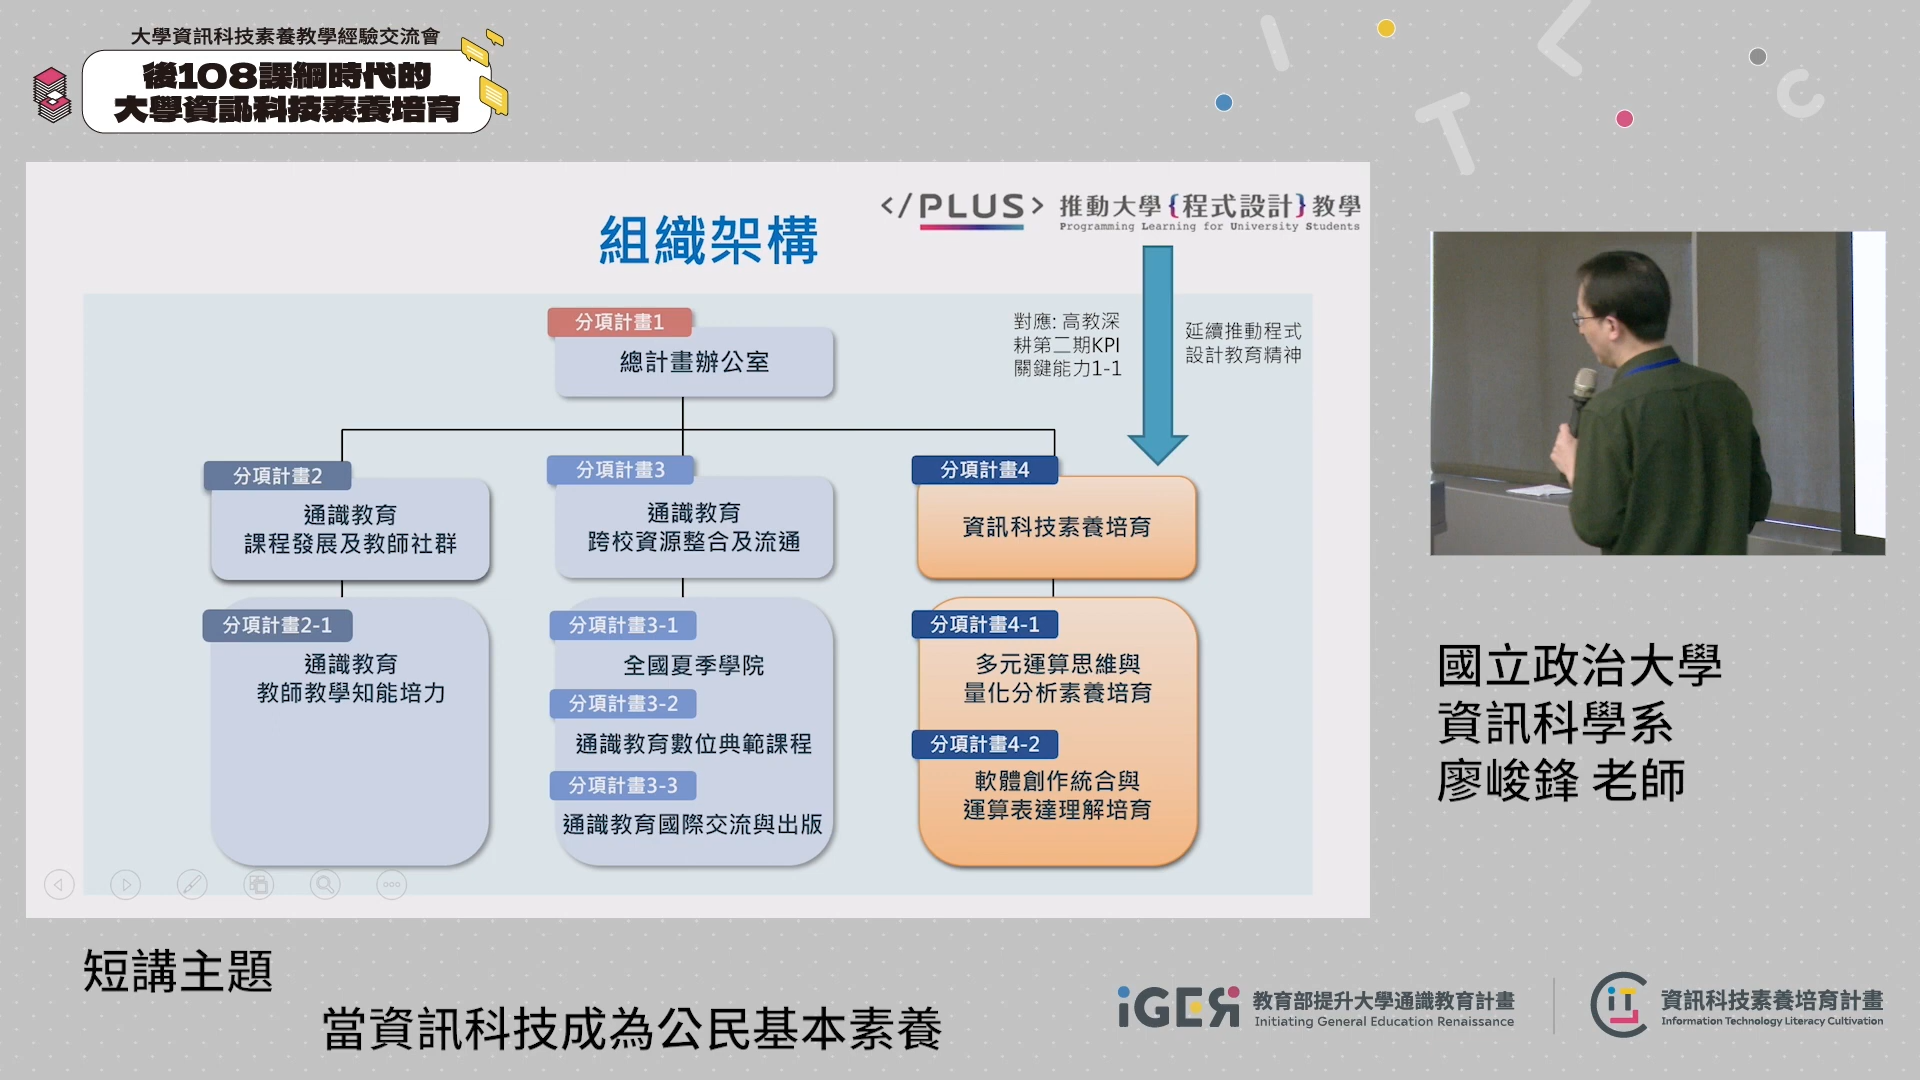 大學資訊科技素養教學經驗交流會
後108課綱時代的
大學資訊科技素養培育
I
T
L
C
</PLUS> 推動大學{程式設計}教學
Programming Learning for University Students
組織架構
分項計畫1
總計畫辦公室
對應: 高教深
耕第二期KPI
關鍵能力1-1
延續推動程式
設計教育精神
分項計畫2
通識教育
課程發展及教師社群
分項計畫2-1
通識教育
教師教學知能培力
分項計畫3
通識教育
跨校資源整合及流通
分項計畫3-1
全國夏季學院
分項計畫3-2
通識教育數位典範課程
分項計畫3-3
通識教育國際交流與出版
分項計畫4
資訊科技素養培育
分項計畫4-1
多元運算思維與
量化分析素養培育
分項計畫4-2
軟體創作統合與
運算表達理解培育
國立政治大學
資訊科學系
廖峻鋒 老師
短講主題
當資訊科技成為公民基本素養
iGER 教育部提升大學通識教育計畫
Initiating General Education Renaissance
資訊科技素養培育計畫
Information Technology Literacy Cultivation